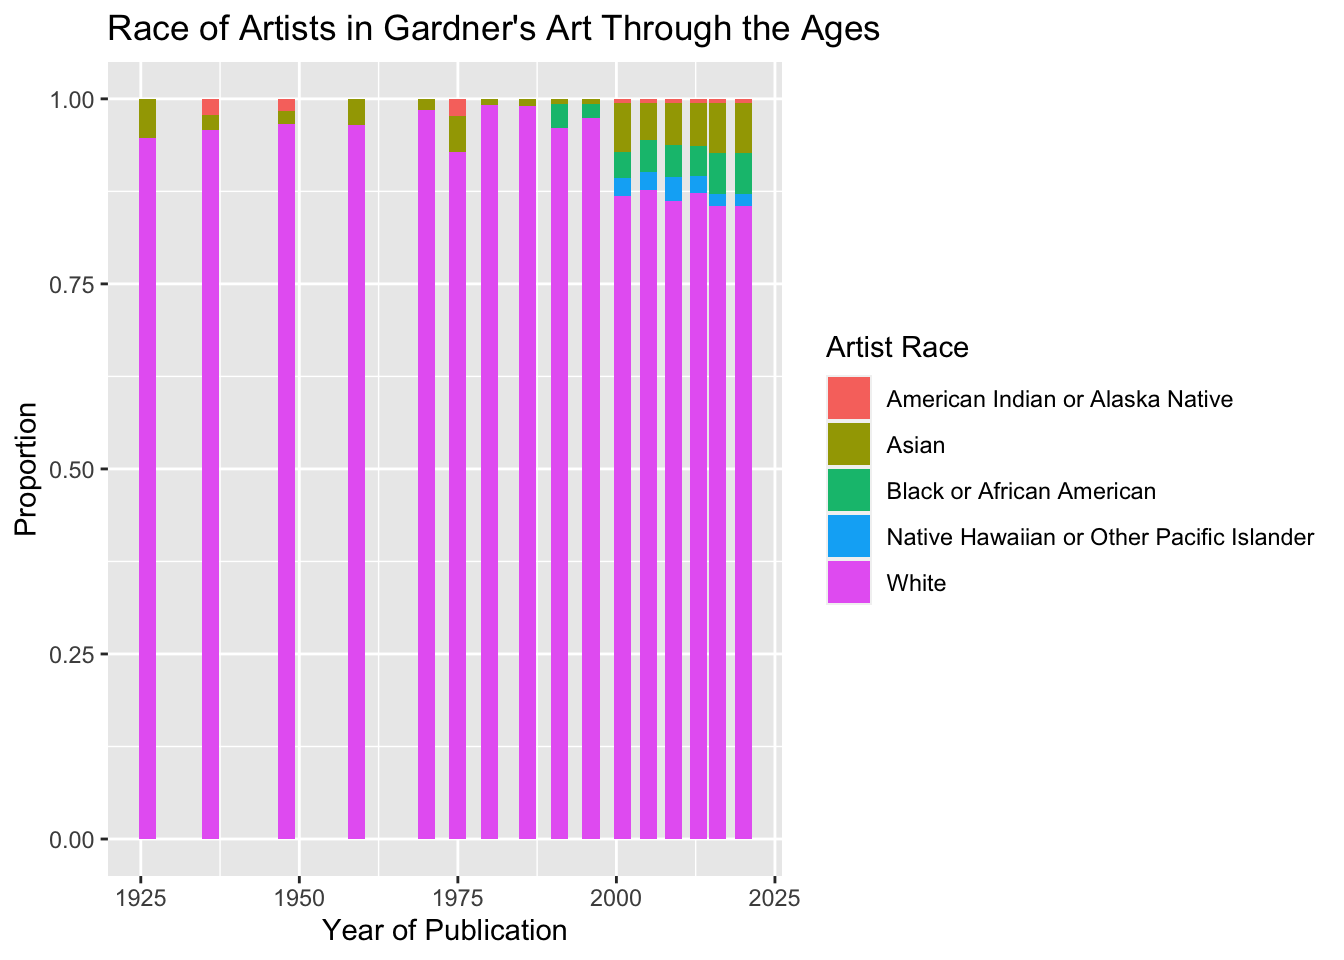 Race of Artists in Gardner's Art Through the Ages
1.00
0.75
0.50
0.25
0.00
Proportion
1925 1950 1975 2000 2025
Year of Publication
Artist Race
American Indian or Alaska Native
Asian
Black or African American
Native Hawaiian or Other Pacific Islander
White